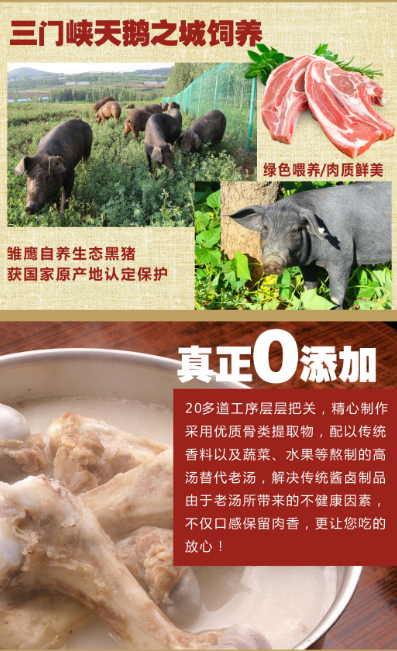 三门峡天鹅之城饲养
绿色喂养/肉质鲜美
雏鹰自养生态黑猪
获国家原产地认定保护
真正0添加
20多道工序层层把关，精心制作
采用优质骨类提取物，配以传统
香料以及蔬菜、水果等熬制的高
汤替代老汤，解决传统酱卤制品
由于老汤所带来的不健康因素，
不仅口感保留肉香，更让您吃的
放心！